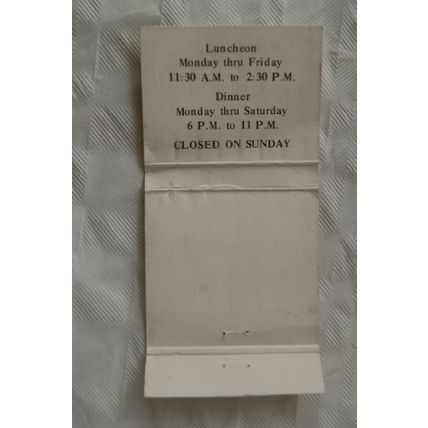 Luncheon
Monday thru Friday
11:30 A.M. to 2:30 P.M.
Dinner
Monday thru Saturday
6 P.M. to 11 P.M.
CLOSED ON SUNDAY